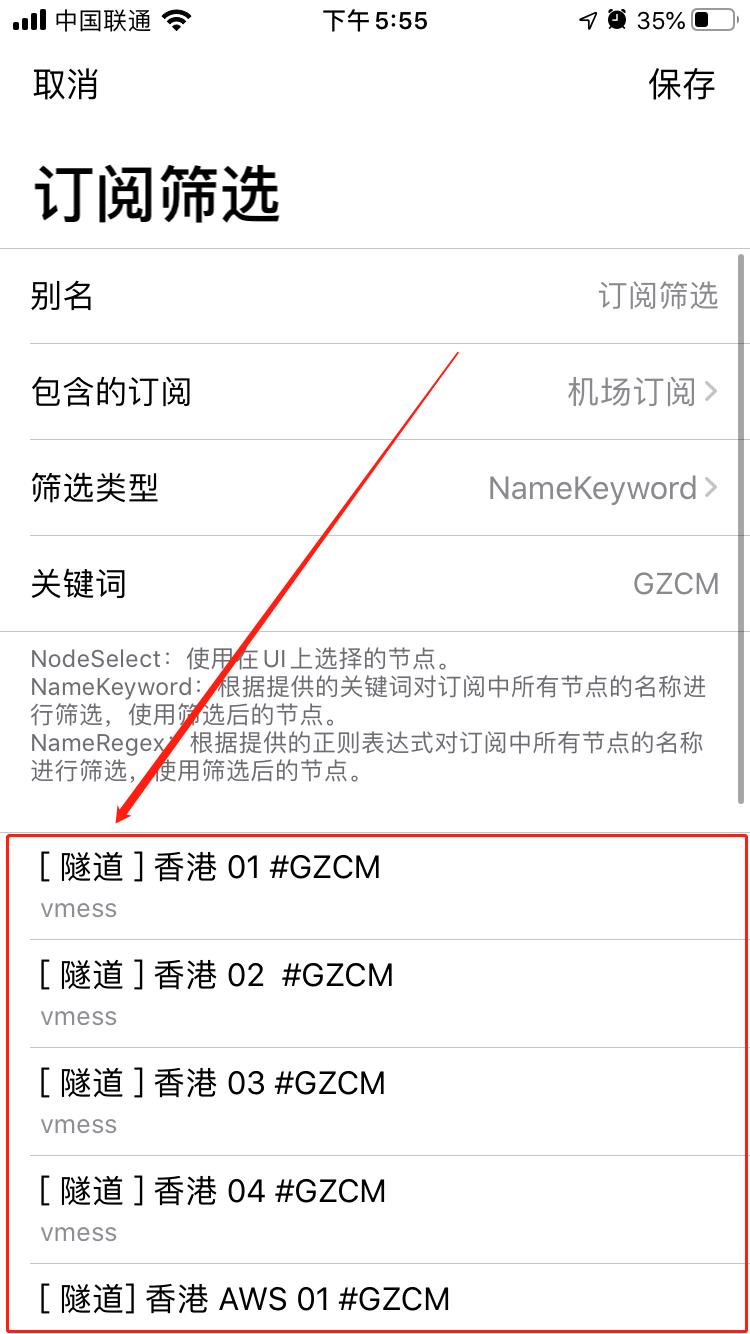 中国联通 下午5:55 35%
取消 保存
订阅筛选
别名 订阅筛选
包含的订阅 机场订阅
筛选类型 NameKeyword
关键词 GZCM
NodeSelect：使用在UI上选择的节点。
NameKeyword：根据提供的关键词对订阅中所有节点的名称进
行筛选，使用筛选后的节点。
NameRegex：根据提供的正则表达式对订阅中所有节点的名称
进行筛选，使用筛选后的节点。
[ 隧道 ] 香港 01 #GZCM
vmess
[ 隧道 ] 香港 02  #GZCM
vmess
[ 隧道 ] 香港 03 #GZCM
vmess
[ 隧道 ] 香港 04 #GZCM
vmess
[ 隧道] 香港 AWS 01 #GZCM